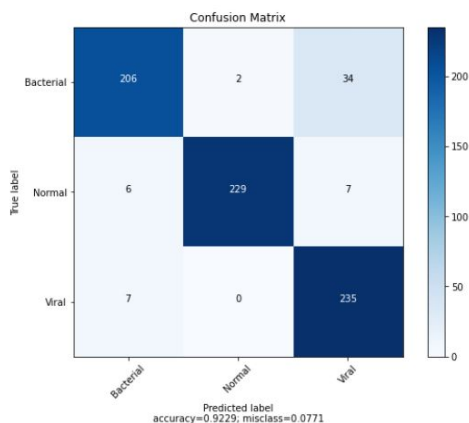 Confusion Matrix
Bacterial
206
2
34
200
150
True label
Normal
6
229
7
100
50
Viral
7
0
235
0
Bacterial
Normal
Viral
Predicted label
accuracy=0.9229; misclass=0.0771